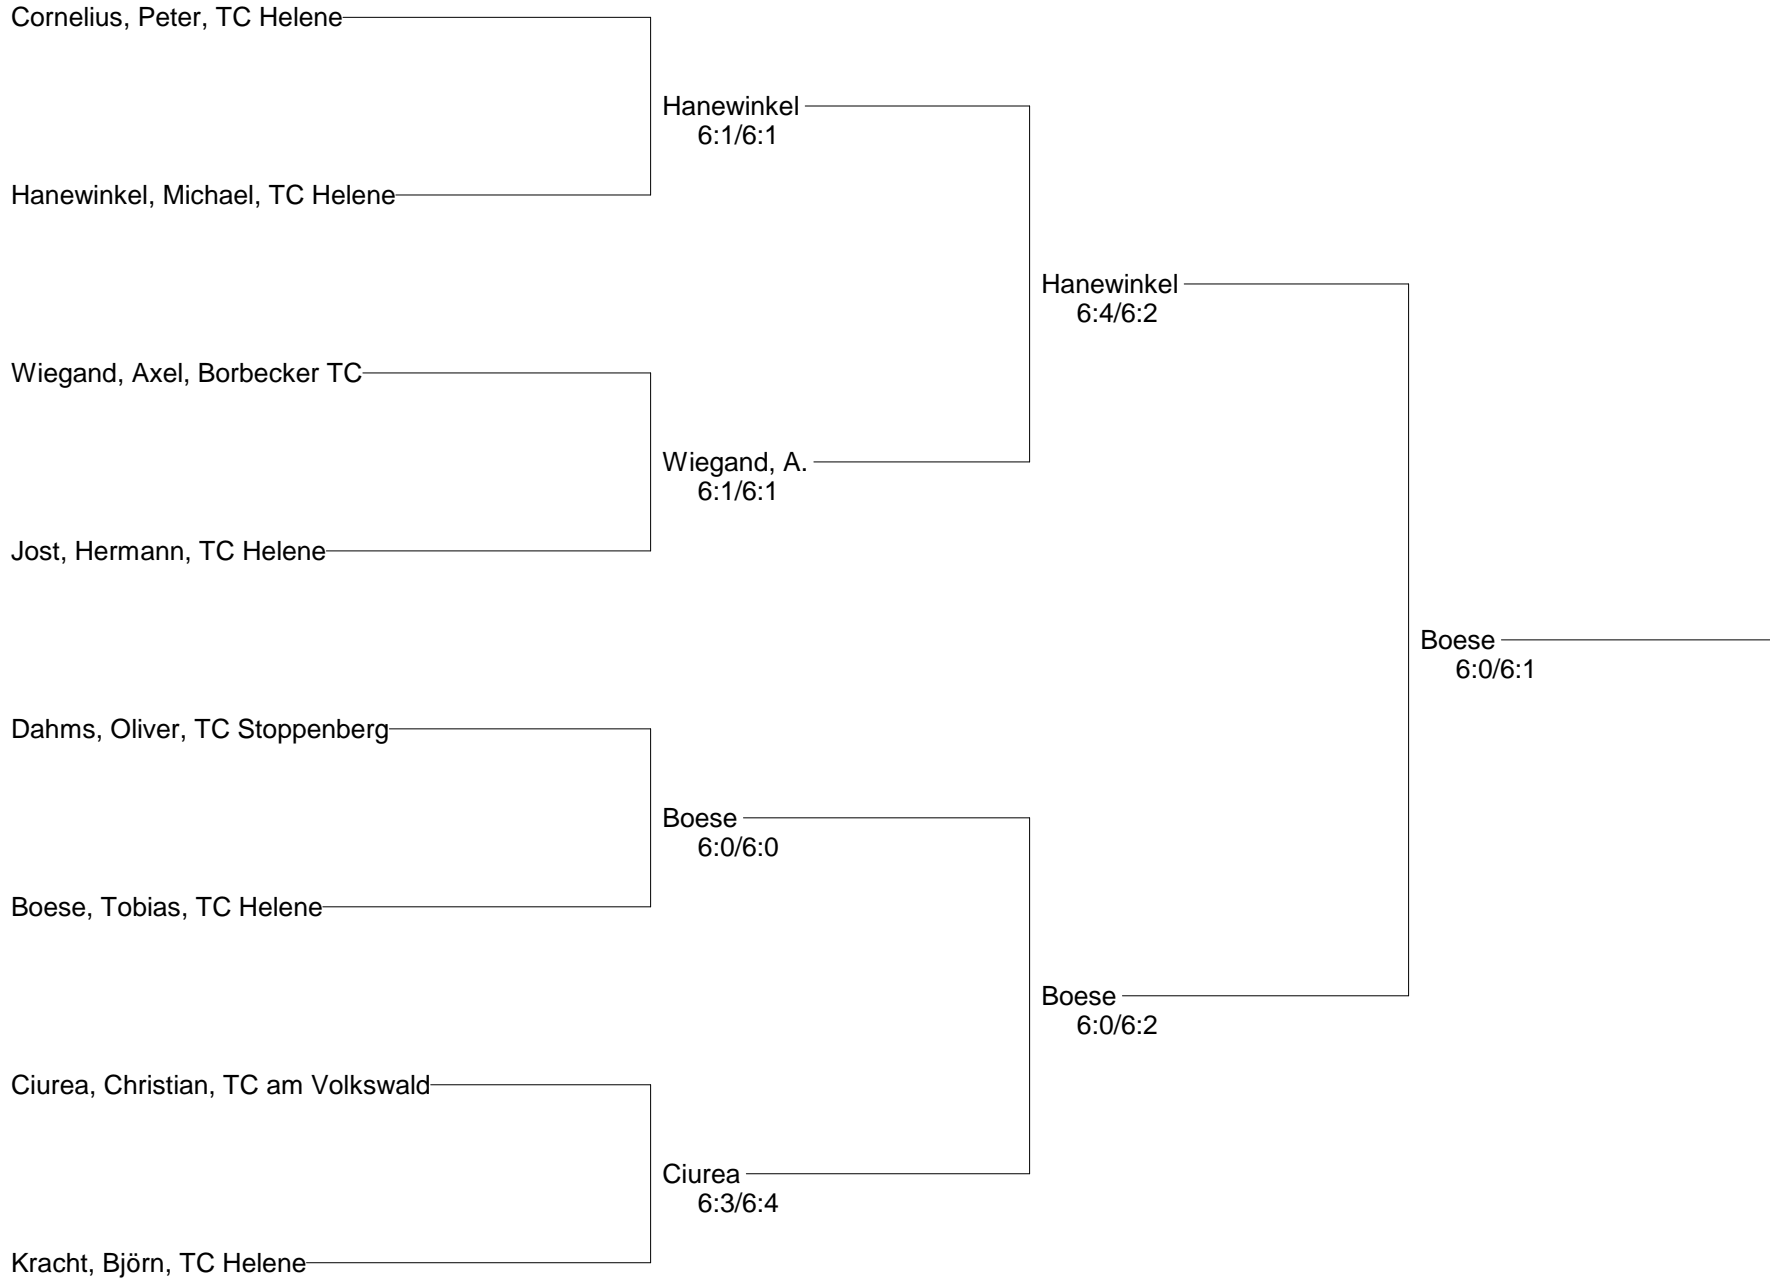 Cornelius, Peter, TC Helene
Hanewinkel
6:1/6:1
Hanewinkel, Michael, TC Helene
Hanewinkel
6:4/6:2
Wiegand, Axel, Borbecker TC
Wiegand, A.
6:1/6:1
Jost, Hermann, TC Helene
Boese
6:0/6:1
Dahms, Oliver, TC Stoppenberg
Boese
6:0/6:0
Boese, Tobias, TC Helene
Boese
6:0/6:2
Ciurea, Christian, TC am Volkswald
Ciurea
6:3/6:4
Kracht, Björn, TC Helene